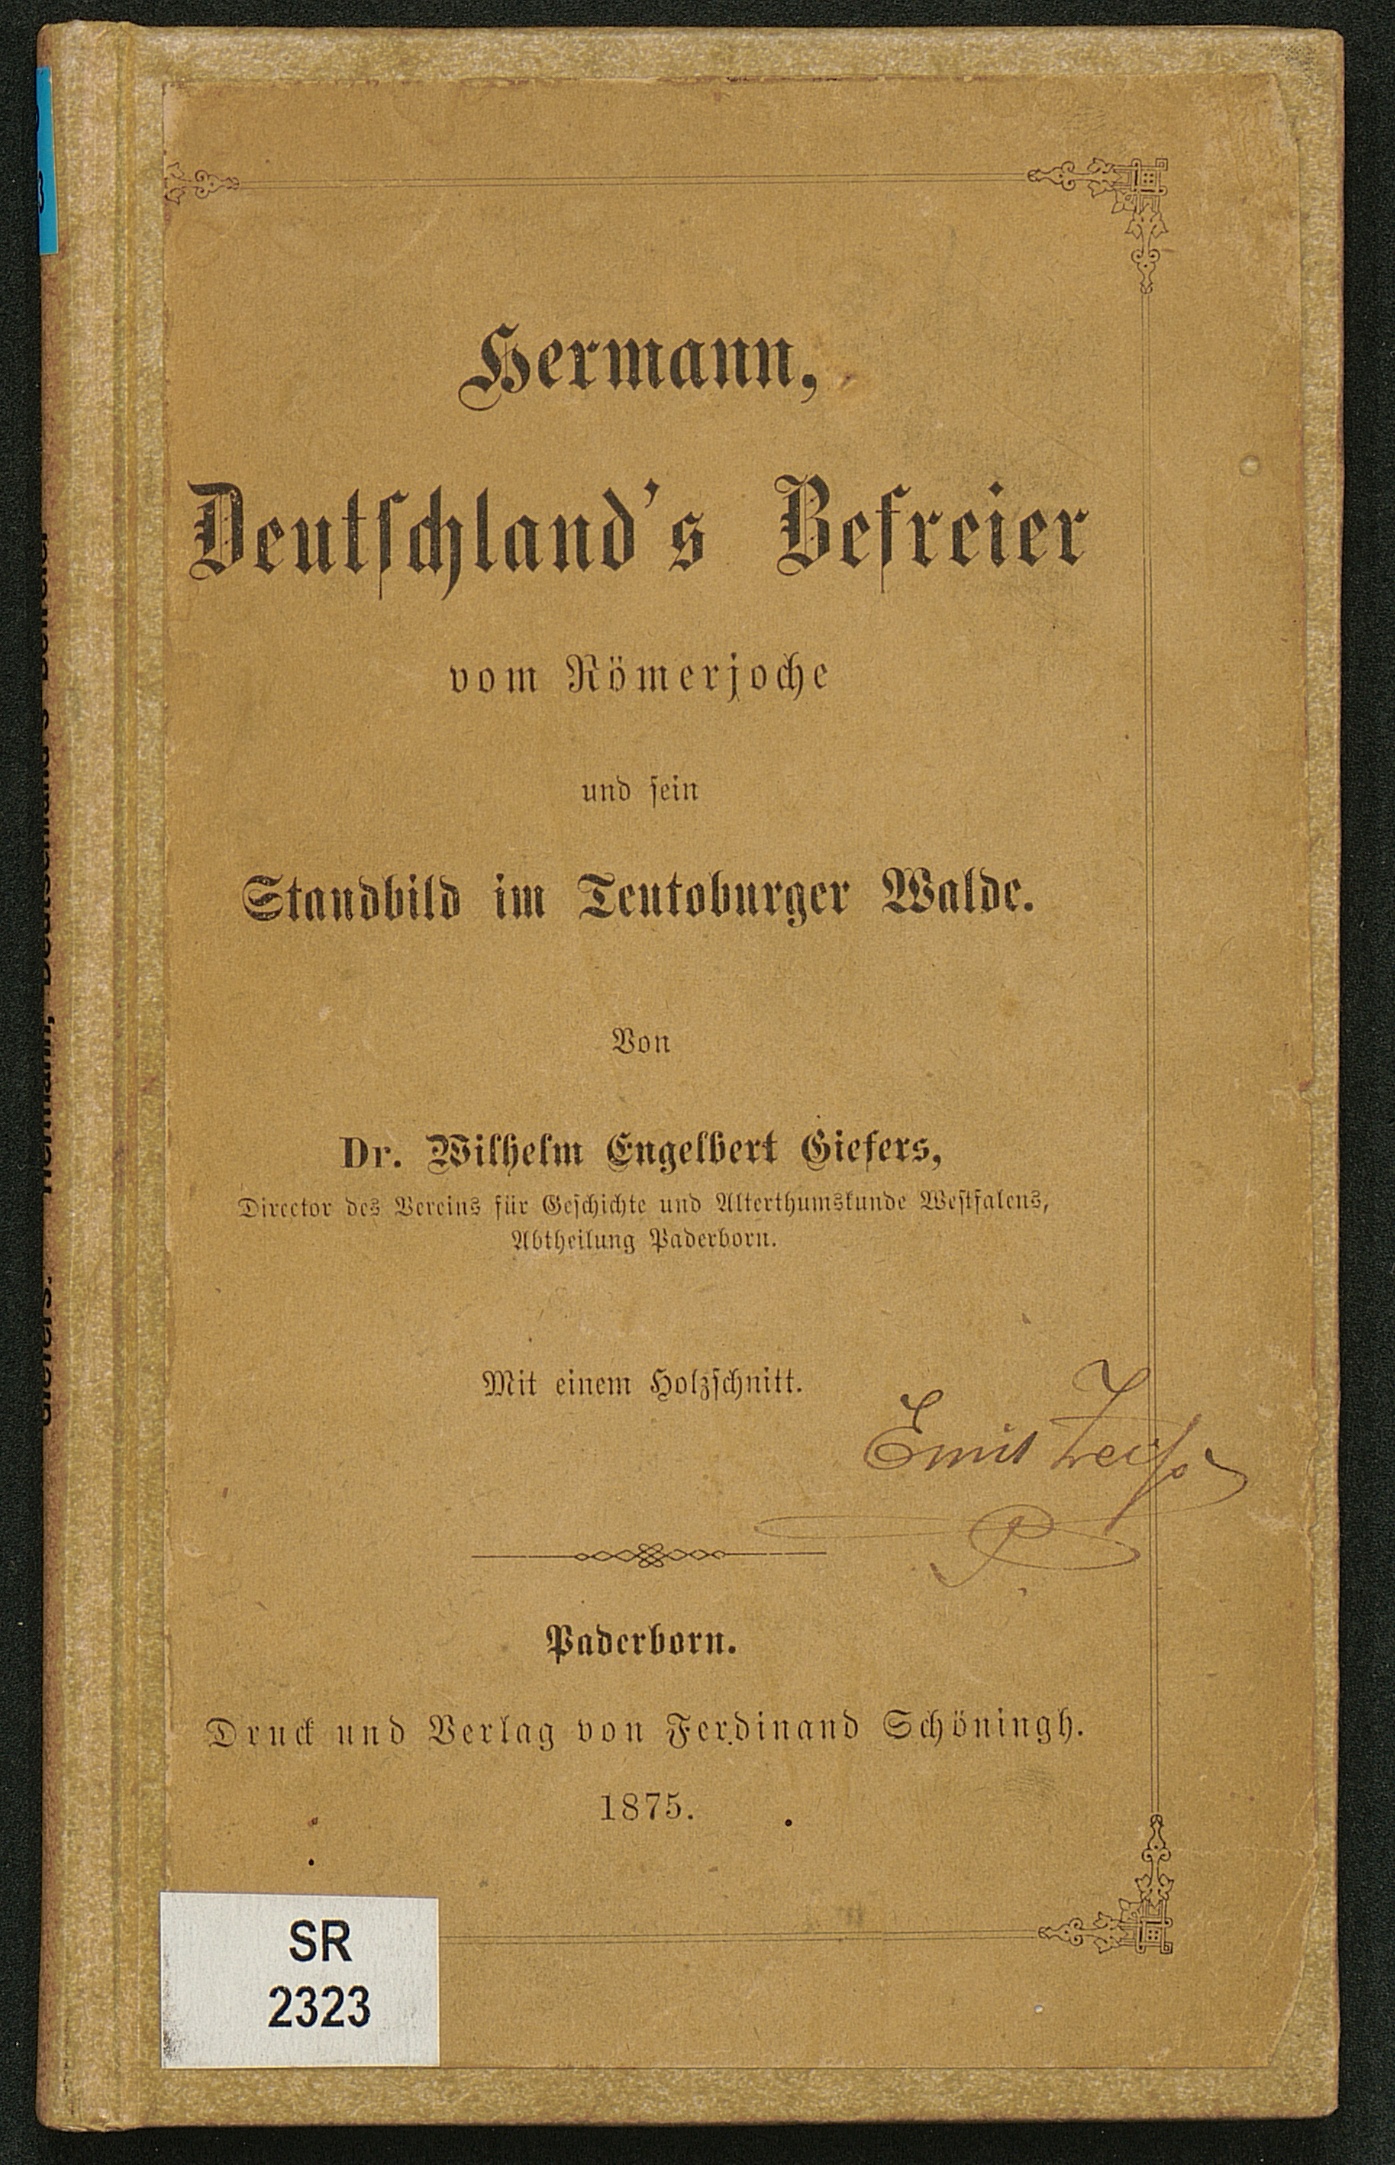 Hermann,
Deutschland's Befreier
vom Römerjoche
und sein
Standbild im Teutoburger Walde.
Von
Dr. Wilhelm Engelbert Giefers,
Director des Vereins für Geschichte und Alterthumskunde Westfalens,
Abtheilung Paderborn.
Mit einem Holzschnitt.
Emil Zeiß
Paderborn.
Druck und Verlag von Ferdinand Schöningh.
1875.
SR
2323